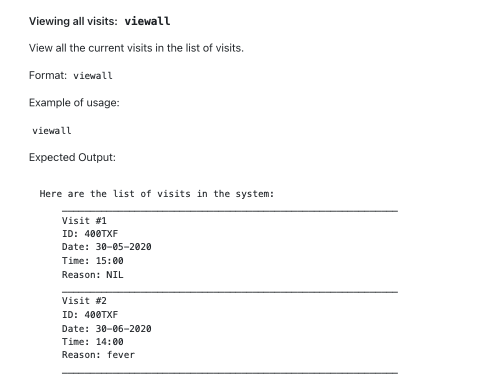 Viewing all visits: viewall
View all the current visits in the list of visits.
Format: viewall
Example of usage:
viewall
Expected Output:
Here are the list of visits in the system:
Visit #1
ID: 400TXF
Date: 30-05-2020
Time: 15:00
Reason: NIL
Visit #2
ID: 400TXF
Date: 30-06-2020
Time: 14:00
Reason: fever